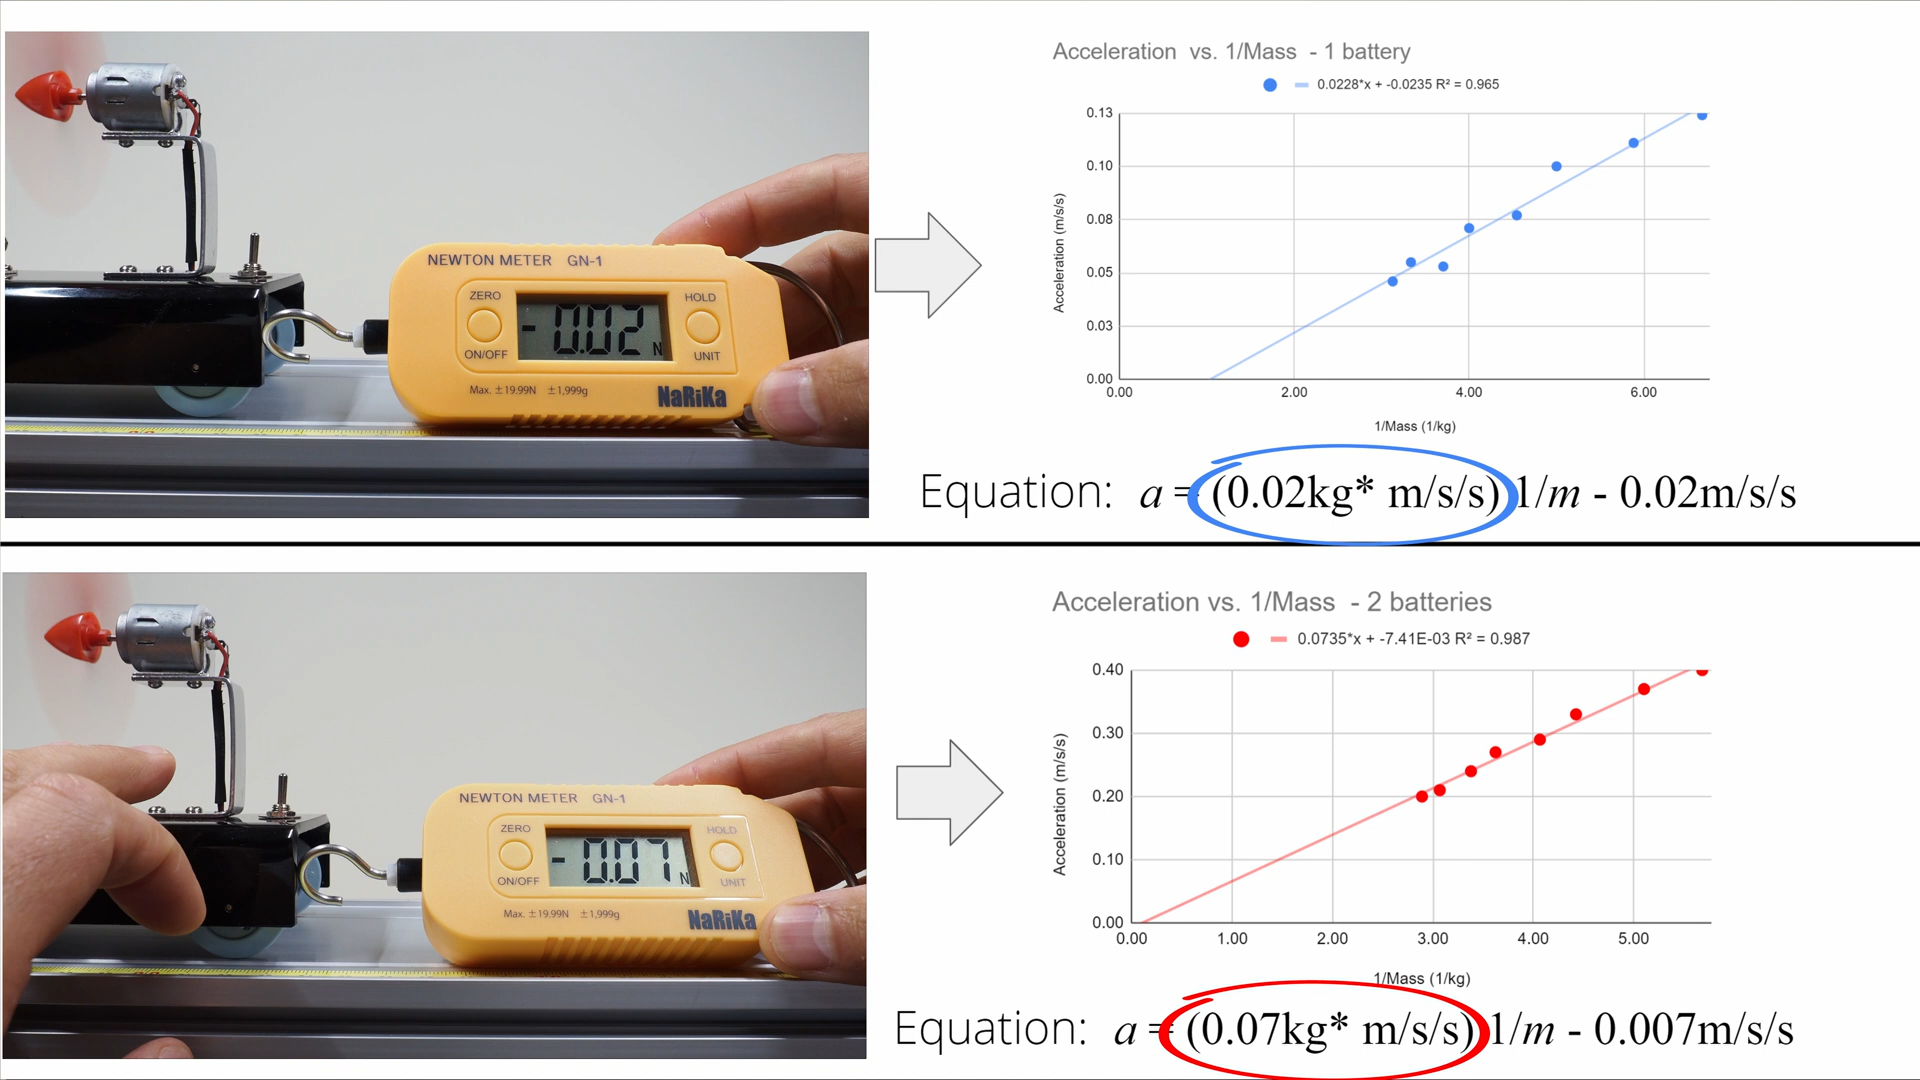 NEWTON METER GN-1
ZERO
HOLD
- 0.02 N
ON/OFF
UNIT
Max. ±19.99N ±1,999g
NaRiKa
Acceleration vs. 1/Mass - 1 battery
0.0228*x + -0.0235 R² = 0.965
0.13
0.10
0.08
0.05
0.03
0.00
Acceleration (m/s/s)
0.00 2.00 4.00 6.00
1/Mass (1/kg)
Equation: a = (0.02kg* m/s/s) 1/m - 0.02m/s/s
NEWTON METER GN-1
ZERO
HOLD
- 0.07 N
ON/OFF
UNIT
Max. ±19.99N ±1,999g
NaRiKa
Acceleration vs. 1/Mass - 2 batteries
0.0735*x + -7.41E-03 R² = 0.987
0.40
0.30
0.20
0.10
0.00
Acceleration (m/s/s)
0.00 1.00 2.00 3.00 4.00 5.00
1/Mass (1/kg)
Equation: a = (0.07kg* m/s/s) 1/m - 0.007m/s/s